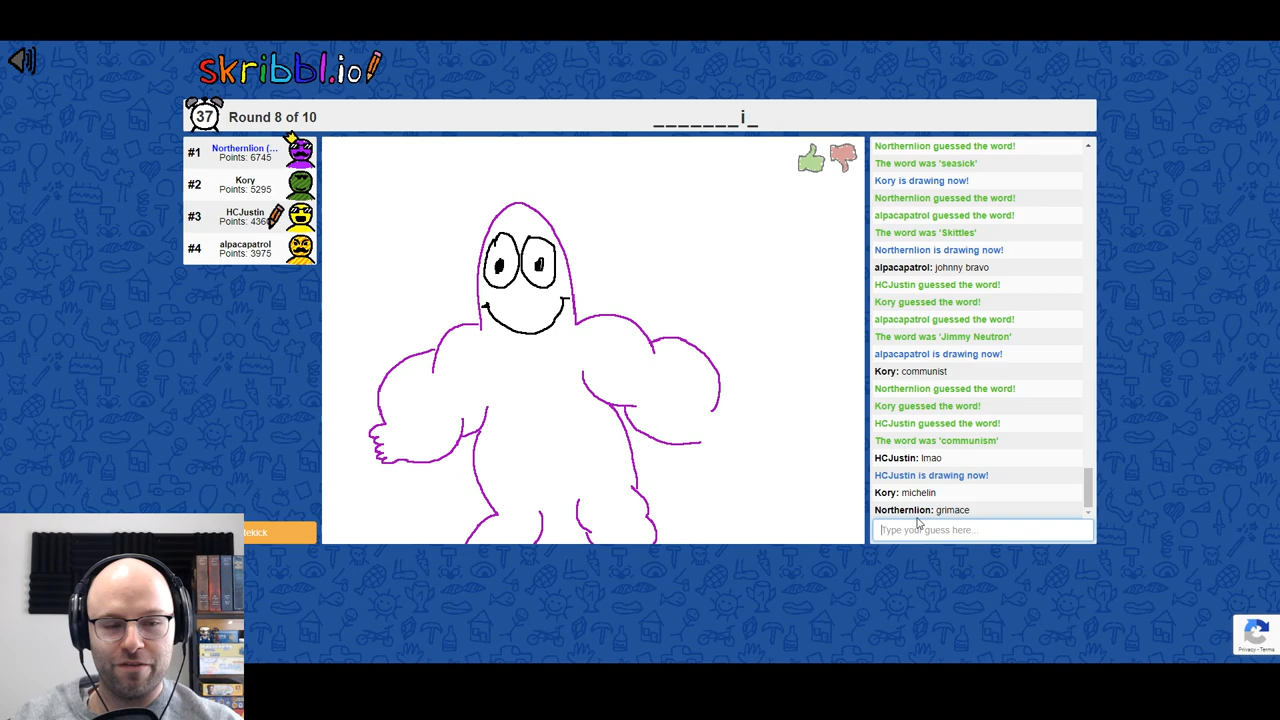 skribbl.io
37
Round 8 of 10
_______i_
#1
Northernlion (...
Points: 6745
#2
Kory
Points: 5295
#3
HCJustin
#4
alpacapatrol
Points: 3975
Northernlion guessed the word!
The word was 'seasick'
Kory is drawing now!
Northernlion guessed the word!
alpacapatrol guessed the word!
The word was 'Skittles'
Northernlion is drawing now!
alpacapatrol: johnny bravo
HCJustin guessed the word!
Kory guessed the word!
alpacapatrol guessed the word!
The word was 'Jimmy Neutron'
alpacapatrol is drawing now!
Kory: communist
Northernlion guessed the word!
Kory guessed the word!
HCJustin guessed the word!
The word was 'communism'
HCJustin: lmao
HCJustin is drawing now!
Kory: michelin
Northernlion: grimace
Type your guess here...
Privacy - Terms